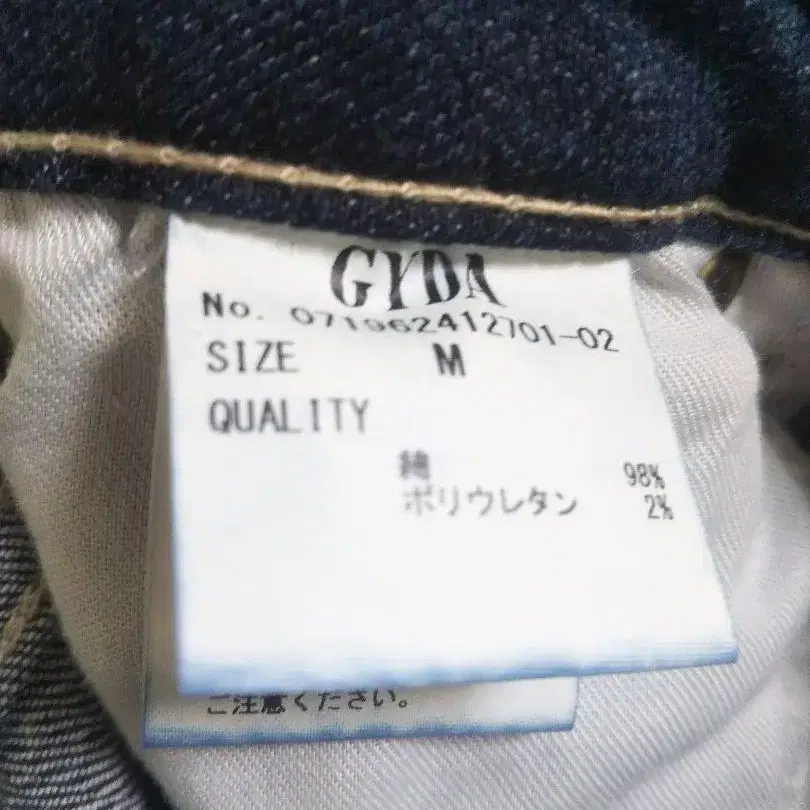 GYDA
No. 071962412701-02
SIZE M
QUALITY
綿 98%
ポリウレタン 2%
ご注意ください。